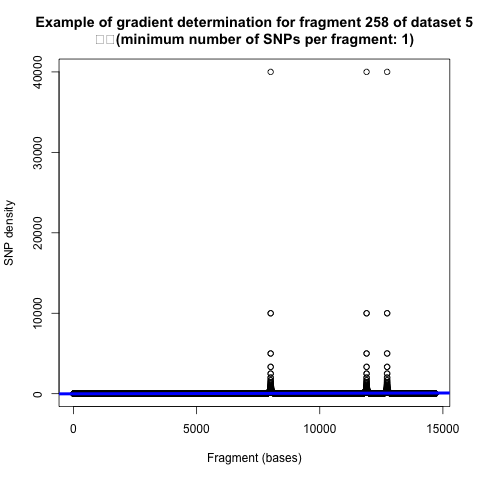 Example of gradient determination for fragment 258 of dataset 5
(minimum number of SNPs per fragment: 1)
40000
30000
20000
10000
0
SNP density
0 5000 10000 15000
Fragment (bases)